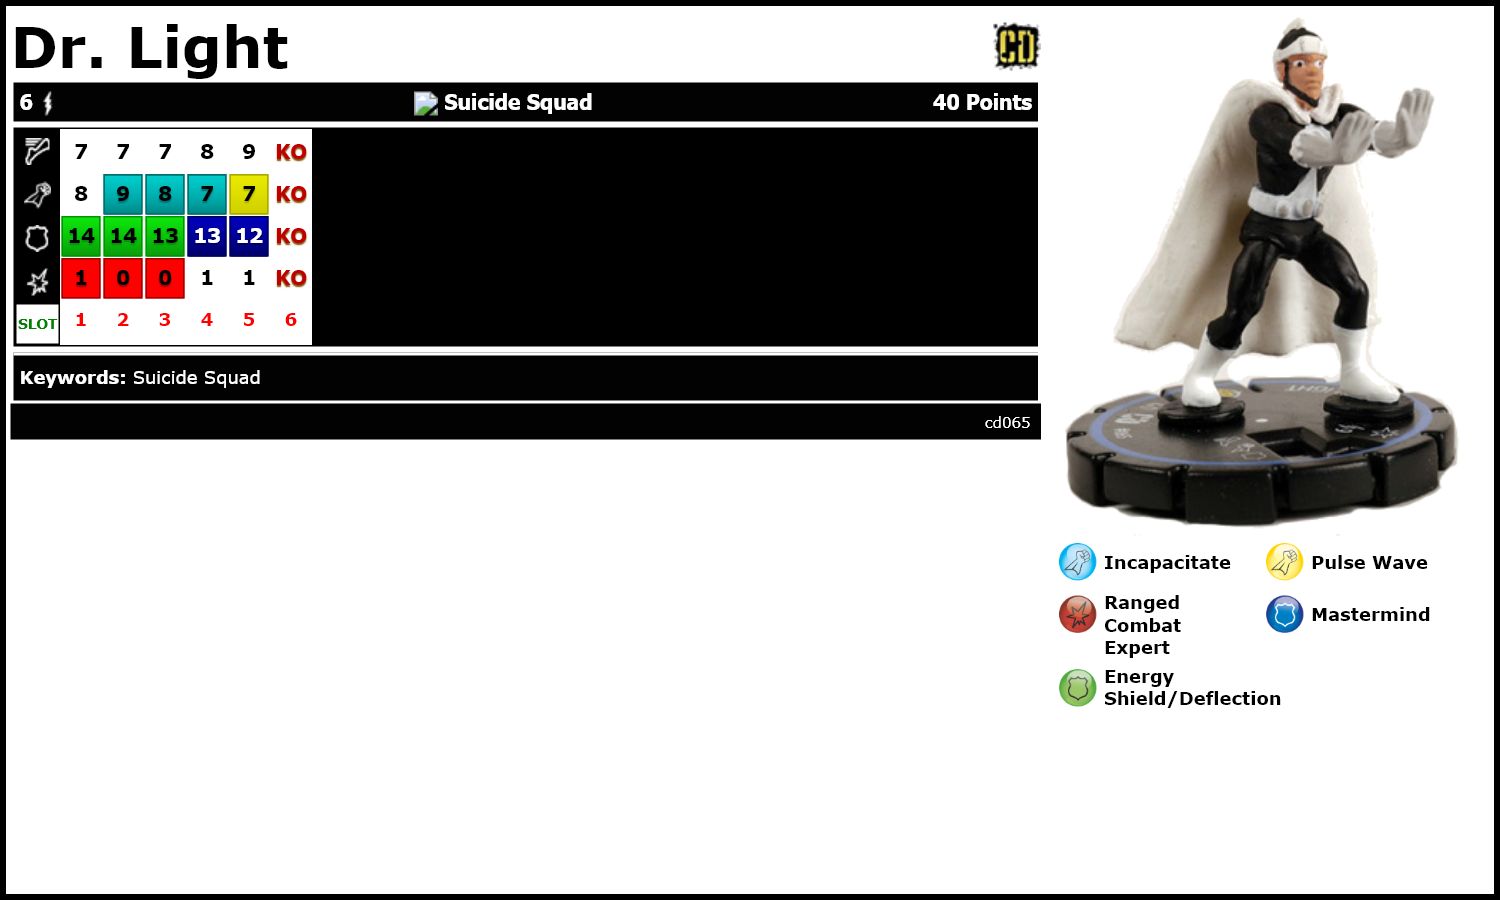 Dr. Light
CD
6 Suicide Squad 40 Points
7 7 7 8 9 KO
8 9 8 7 7 KO
14 14 13 13 12 KO
1 0 0 1 1 KO
SLOT 1 2 3 4 5 6
Keywords: Suicide Squad
cd065
Incapacitate
Pulse Wave
Ranged
Combat
Expert
Mastermind
Energy
Shield/Deflection